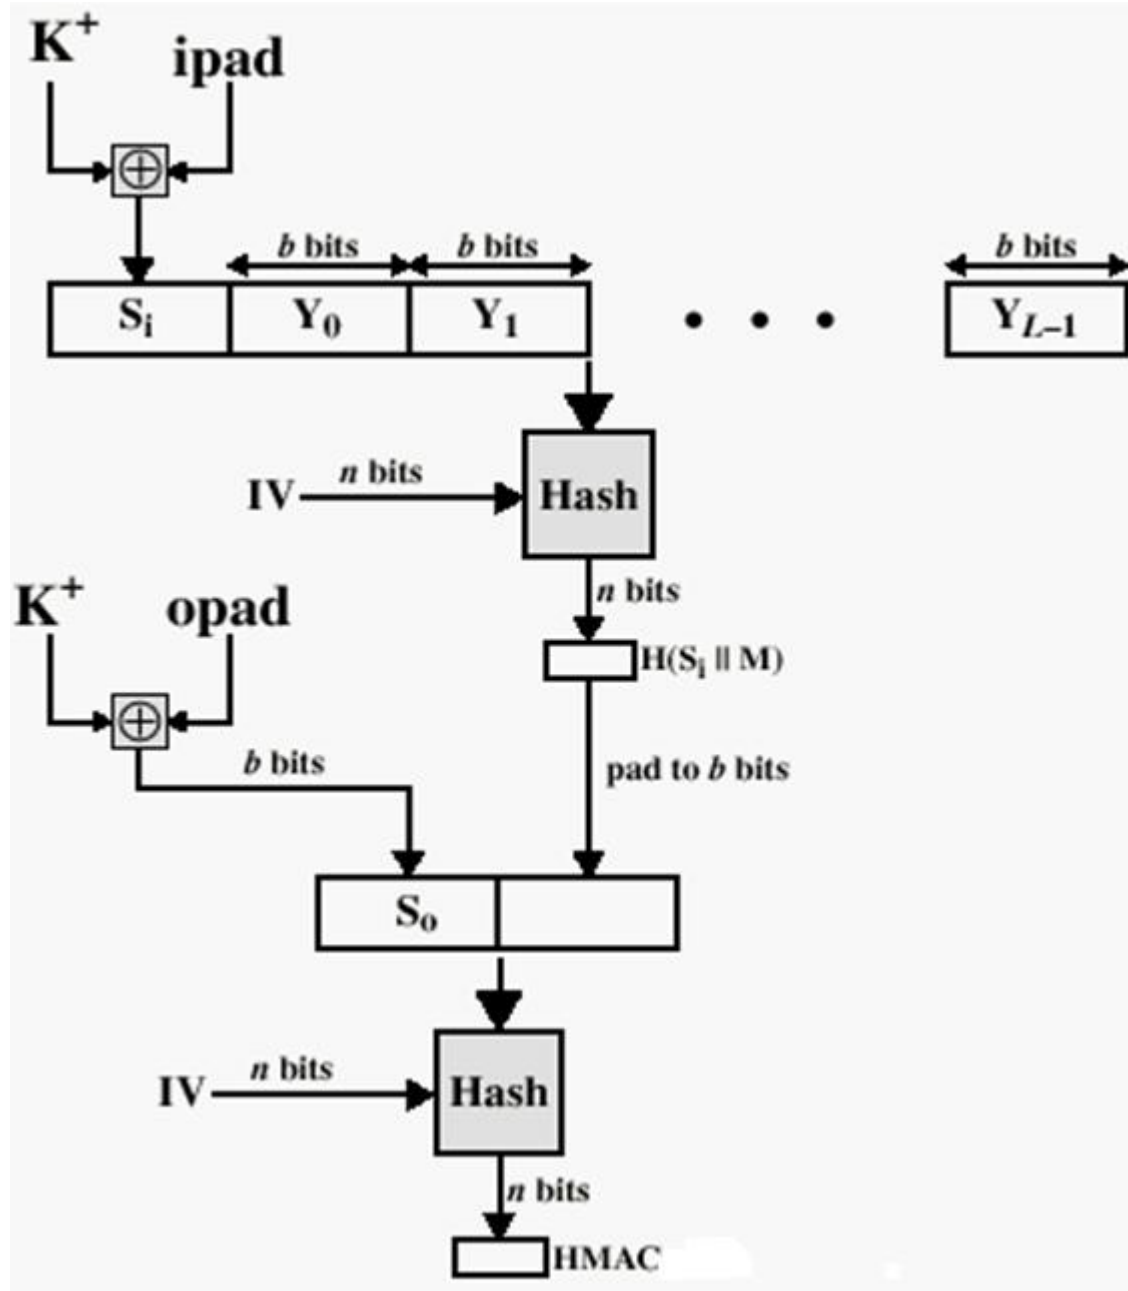 K⁺ ipad
⊕
b bits b bits b bits
Sᵢ Y₀ Y₁ • • • Y_{L–1}
n bits
IV Hash
n bits
H(Sᵢ || M)
K⁺ opad
⊕
b bits
pad to b bits
Sₒ
n bits
IV Hash
n bits
HMAC